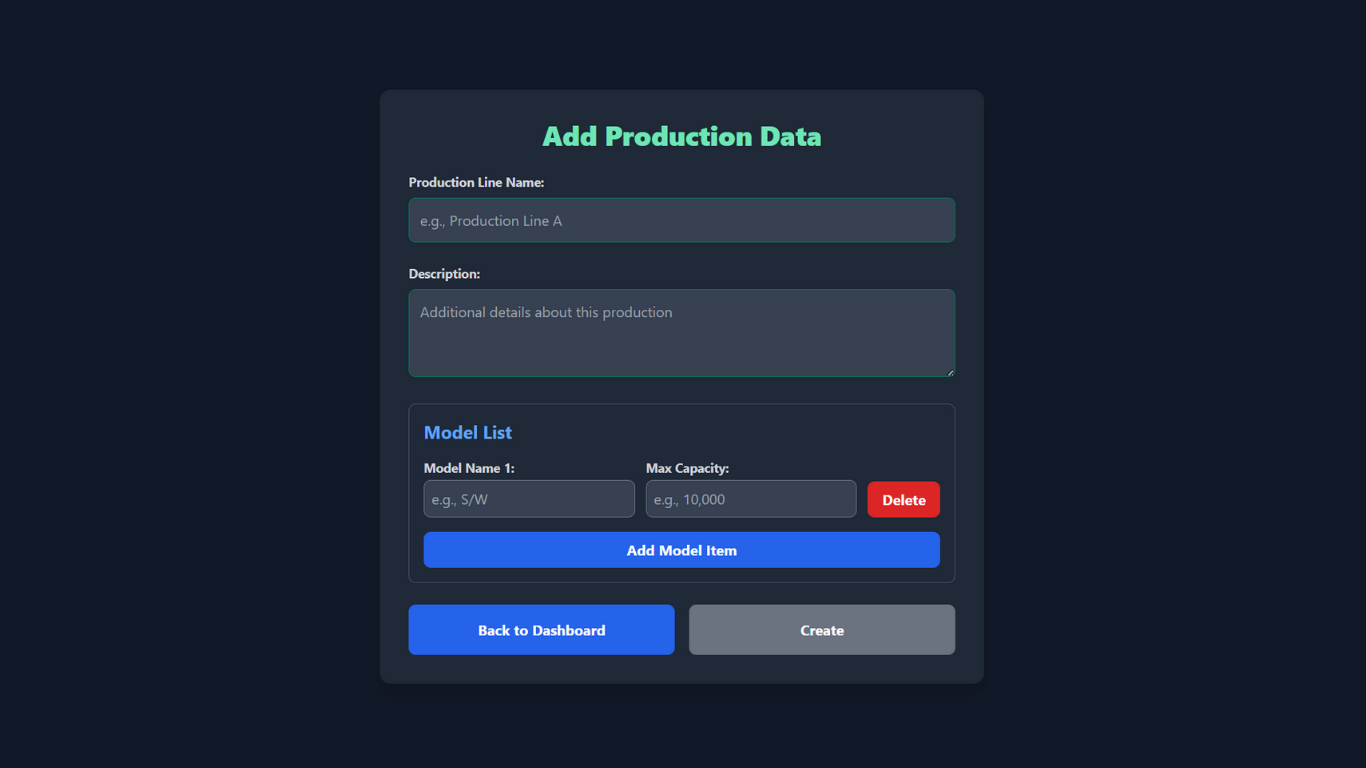 Add Production Data
Production Line Name:
e.g., Production Line A
Description:
Additional details about this production
Model List
Model Name 1: Max Capacity:
e.g., S/W e.g., 10,000 Delete
Add Model Item
Back to Dashboard Create